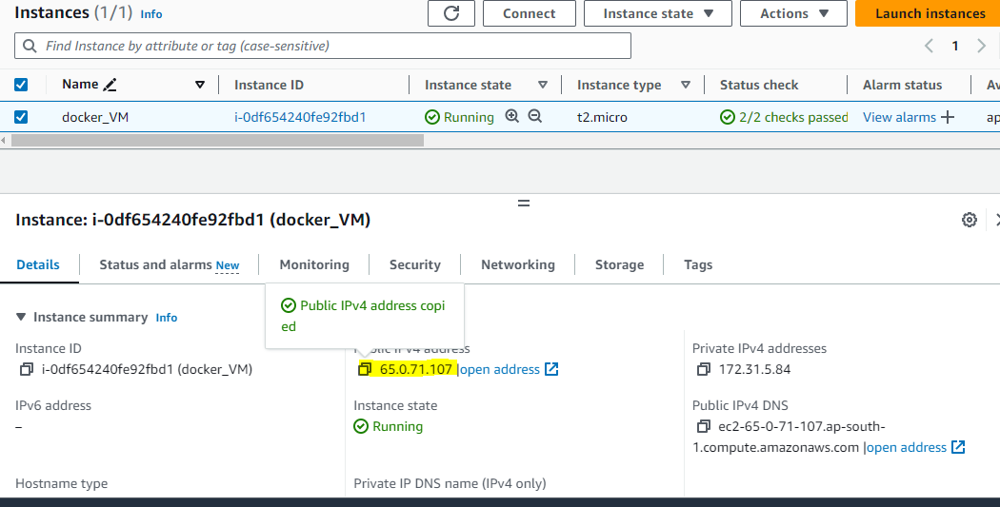 Instances (1/1) Info
Connect
Instance state
Actions
Launch instances
Find Instance by attribute or tag (case-sensitive)
1
Name
Instance ID
Instance state
Instance type
Status check
Alarm status
Av
docker_VM
i-0df654240fe92fbd1
Running
t2.micro
2/2 checks passed
View alarms
ap
Instance: i-0df654240fe92fbd1 (docker_VM)
Details
Status and alarms New
Monitoring
Security
Networking
Storage
Tags
Public IPv4 address copi
ed
Instance summary Info
Instance ID
i-0df654240fe92fbd1 (docker_VM)
Public IPv4 address
65.0.71.107 |open address
Private IPv4 addresses
172.31.5.84
IPv6 address
–
Instance state
Running
Public IPv4 DNS
ec2-65-0-71-107.ap-south-
1.compute.amazonaws.com |open address
Hostname type
Private IP DNS name (IPv4 only)